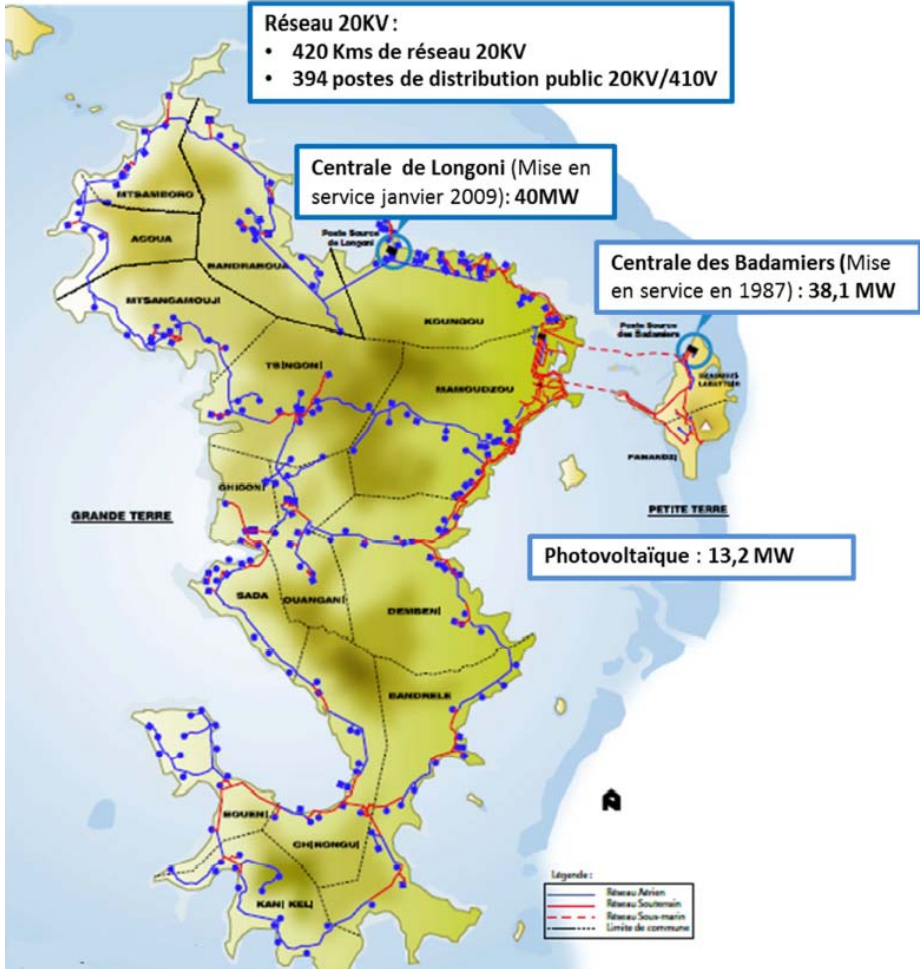 Réseau 20KV :
• 420 Kms de réseau 20KV
• 394 postes de distribution public 20KV/410V
Centrale de Longoni (Mise en
service janvier 2009): 40MW
MTSAMBORO
Poste Source
de Longoni
ACOUA
BANDRABOUA
Centrale des Badamiers (Mise
en service en 1987) : 38,1 MW
MTSANGAMOUJI
KOUNGOU
Poste Source
des Badamiers
TSINGONI
MAMOUDZOU
LABATTOIR
PAMANDZI
CHIGONI
GRANDE TERRE
PETITE TERRE
Photovoltaïque : 13,2 MW
SADA
OUANGANI
DEMBENI
BANDRELE
BOUENI
CHIRONGUI
KANI KELI
Légende :
Réseau Aérien
Réseau Souterrain
Réseau Sous-marin
Limite de commune